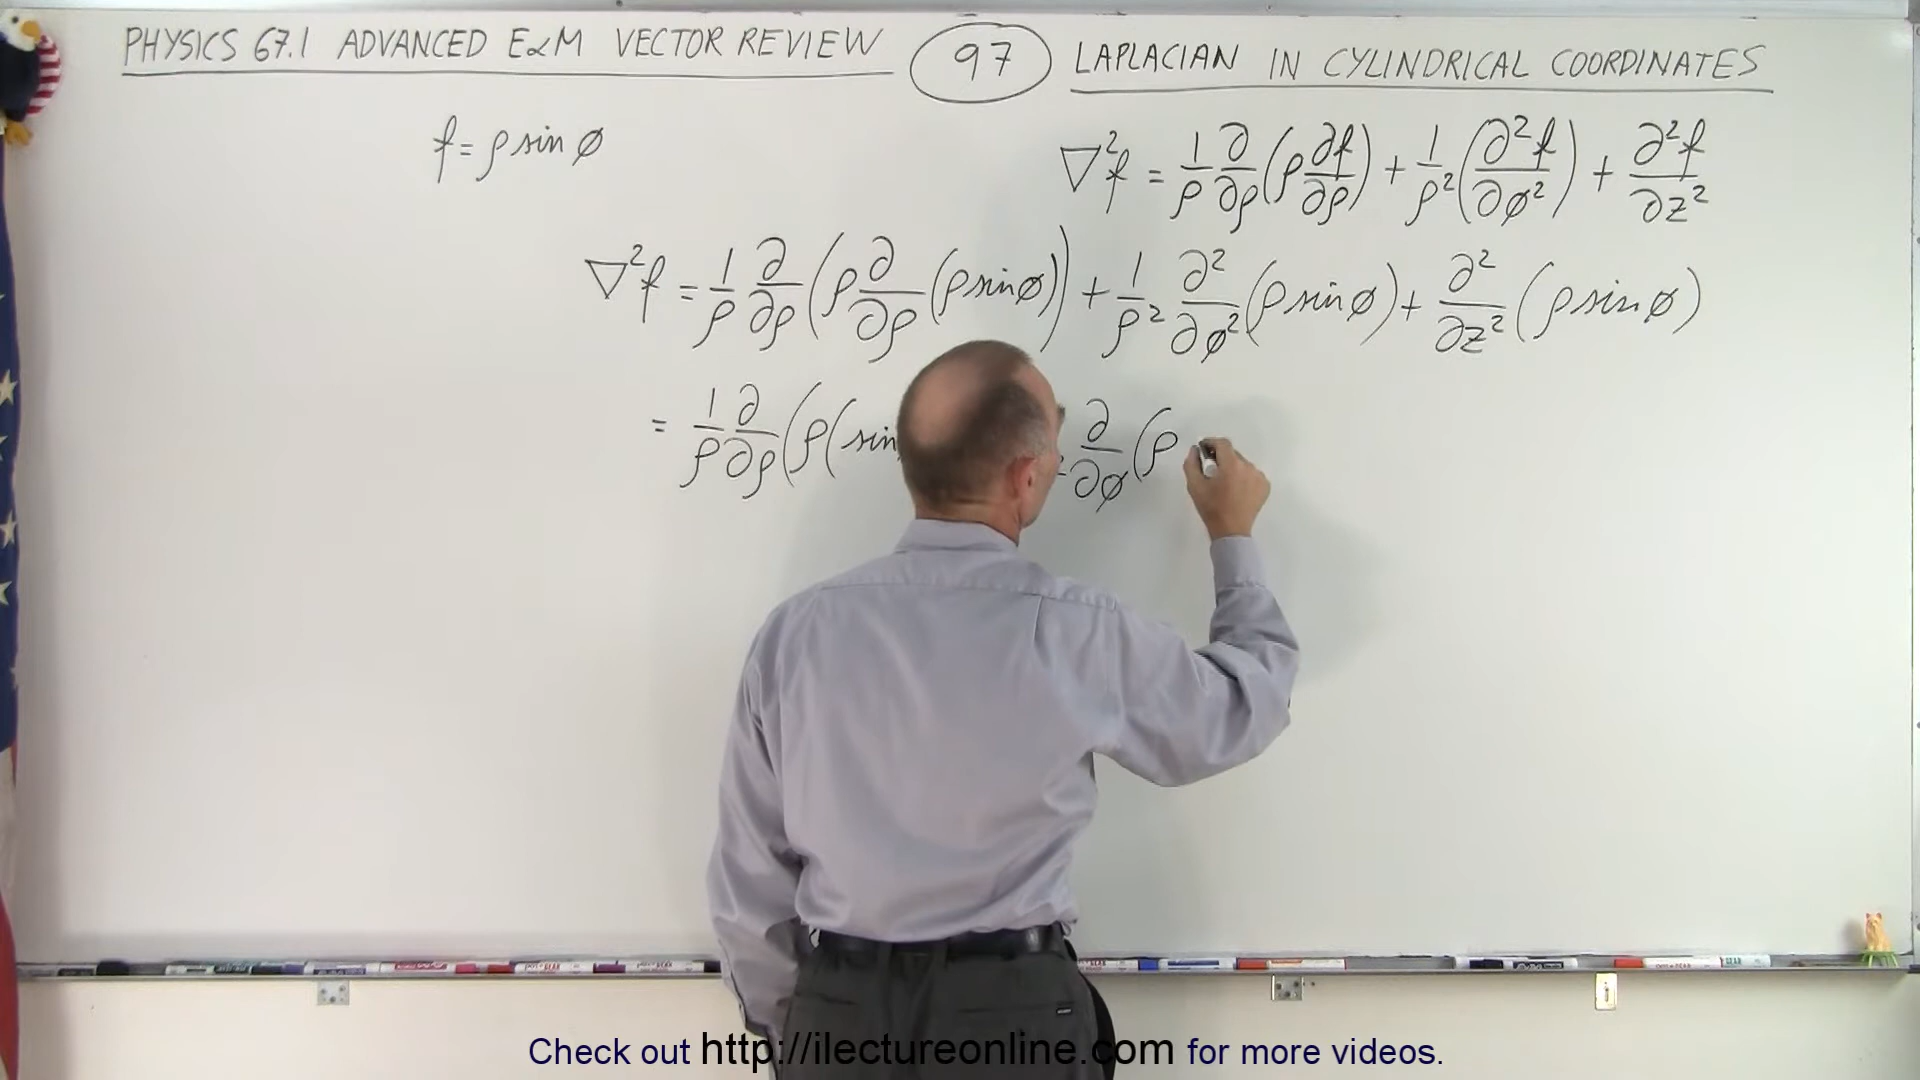 PHYSICS 67.1 ADVANCED E&M VECTOR REVIEW 97 LAPLACIAN IN CYLINDRICAL COORDINATES
f = ρ sin ø
∇²f = 1/ρ ∂/∂ρ (ρ ∂f/∂ρ) + 1/ρ² (∂²f/∂ø²) + ∂²f/∂z²
∇²f = 1/ρ ∂/∂ρ (ρ ∂/∂ρ (ρ sin ø)) + 1/ρ² ∂²/∂ø² (ρ sin ø) + ∂²/∂z² (ρ sin ø)
= 1/ρ ∂/∂ρ (ρ (sin ∂/∂ø (ρ
Check out http://ilectureonline.com for more videos.